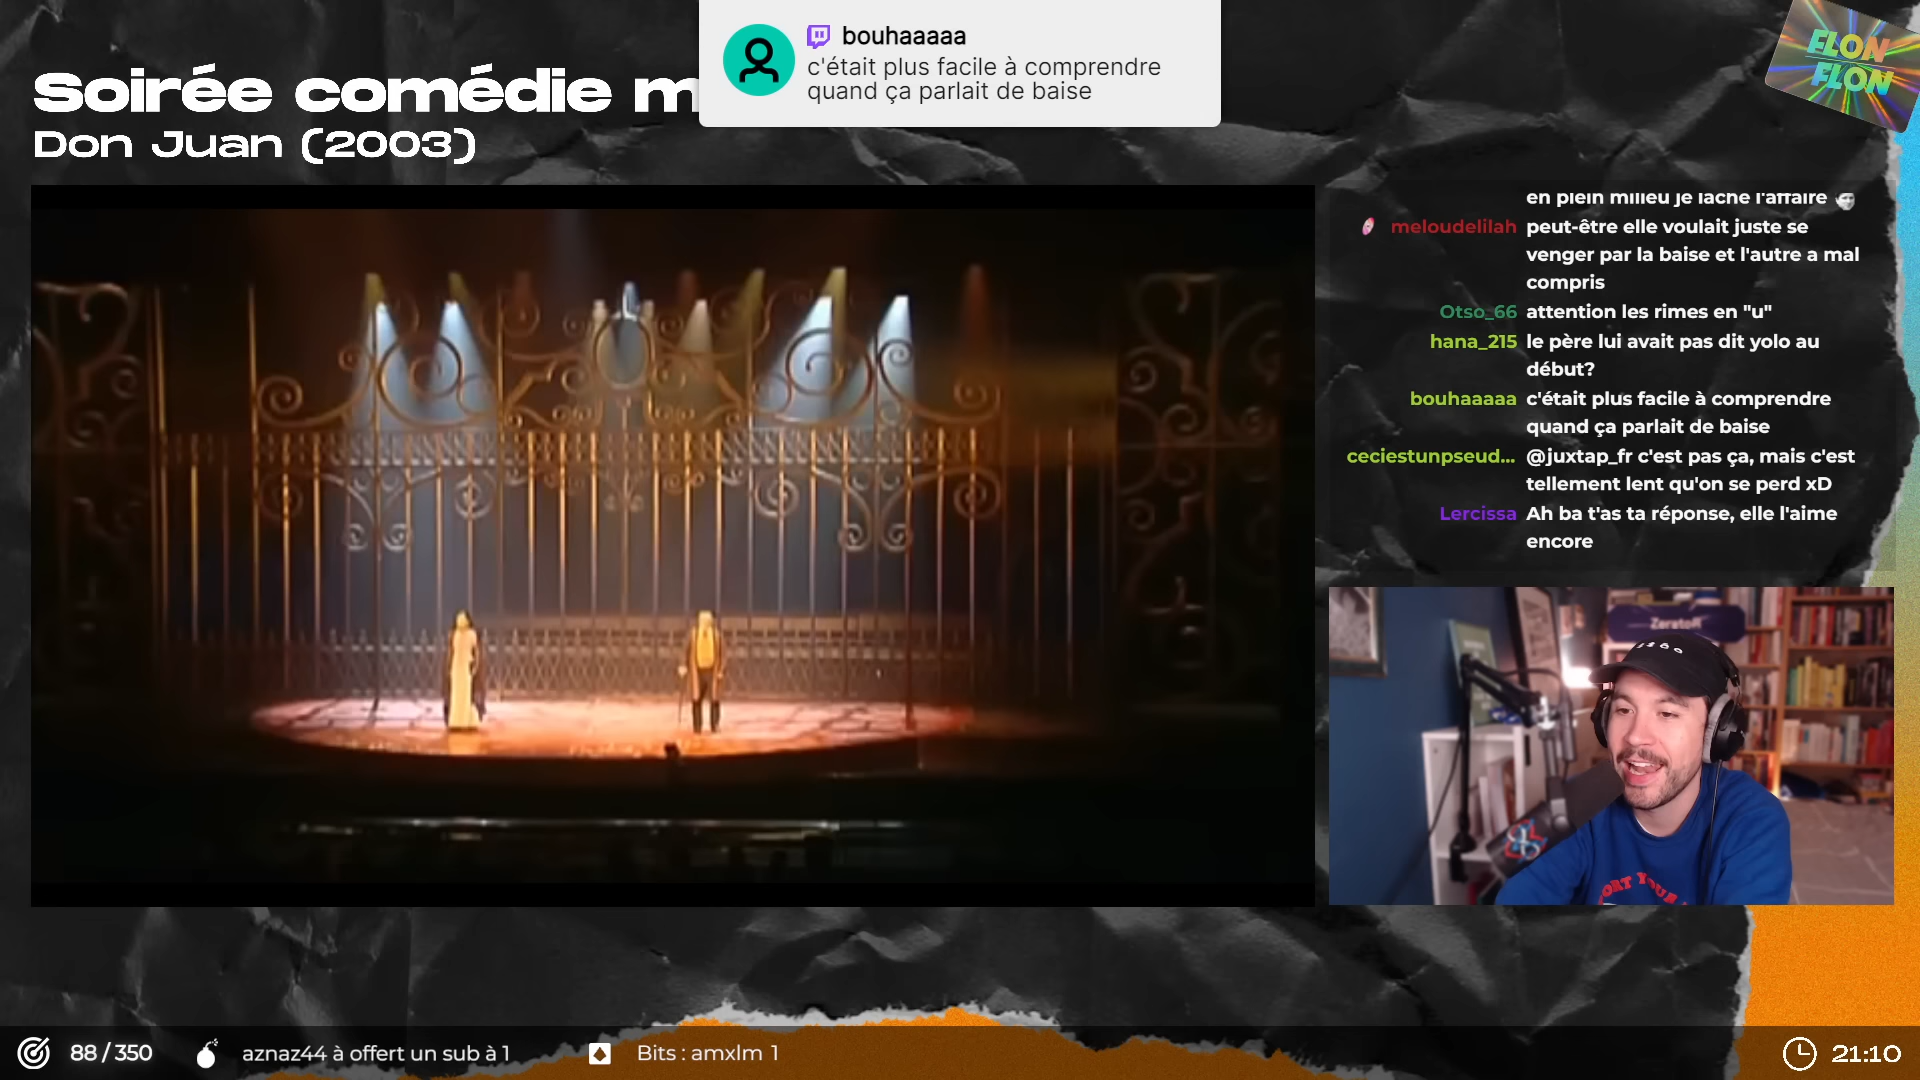 bouhaaaaa
c'était plus facile à comprendre
quand ça parlait de baise
Soirée comédie m
Don Juan (2003)
FLON
FLON
en plein milieu je lâche l'affaire
meloudelilah peut-être elle voulait juste se
venger par la baise et l'autre a mal
compris
Otso_66 attention les rimes en "u"
hana_215 le père lui avait pas dit yolo au
début?
bouhaaaaa c'était plus facile à comprendre
quand ça parlait de baise
ceciestunpseud... @juxtap_fr c'est pas ça, mais c'est
tellement lent qu'on se perd xD
Lercissa Ah ba t'as ta réponse, elle l'aime
encore
ZeratoR
88 / 350
aznaz44 à offert un sub à 1
Bits : amxlm 1
21:10